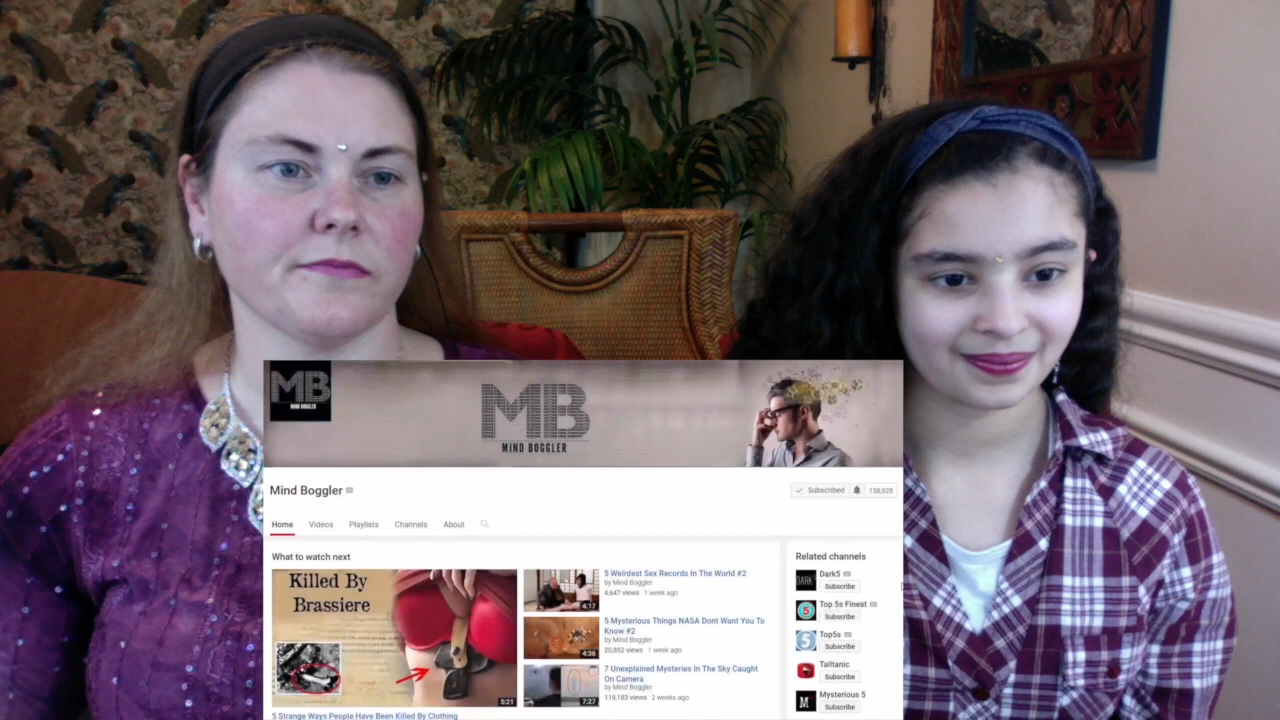 MB
MIND BOGGLER
MB
MIND BOGGLER
Mind Boggler
Subscribed 158,928
Home Videos Playlists Channels About
What to watch next
Killed By
Brassiere
5:21
5 Strange Ways People Have Been Killed By Clothing
4:17
5 Weirdest Sex Records In The World #2
by Mind Boggler
4,647 views 1 week ago
4:36
5 Mysterious Things NASA Dont Want You To
Know #2
by Mind Boggler
20,852 views 1 week ago
7:27
7 Unexplained Mysteries In The Sky Caught
On Camera
by Mind Boggler
119,183 views 2 weeks ago
Related channels
DARK
Dark5
Subscribe
5
Top 5s Finest
Subscribe
5
Top5s
Subscribe
Talltanic
Subscribe
M
Mysterious 5
Subscribe